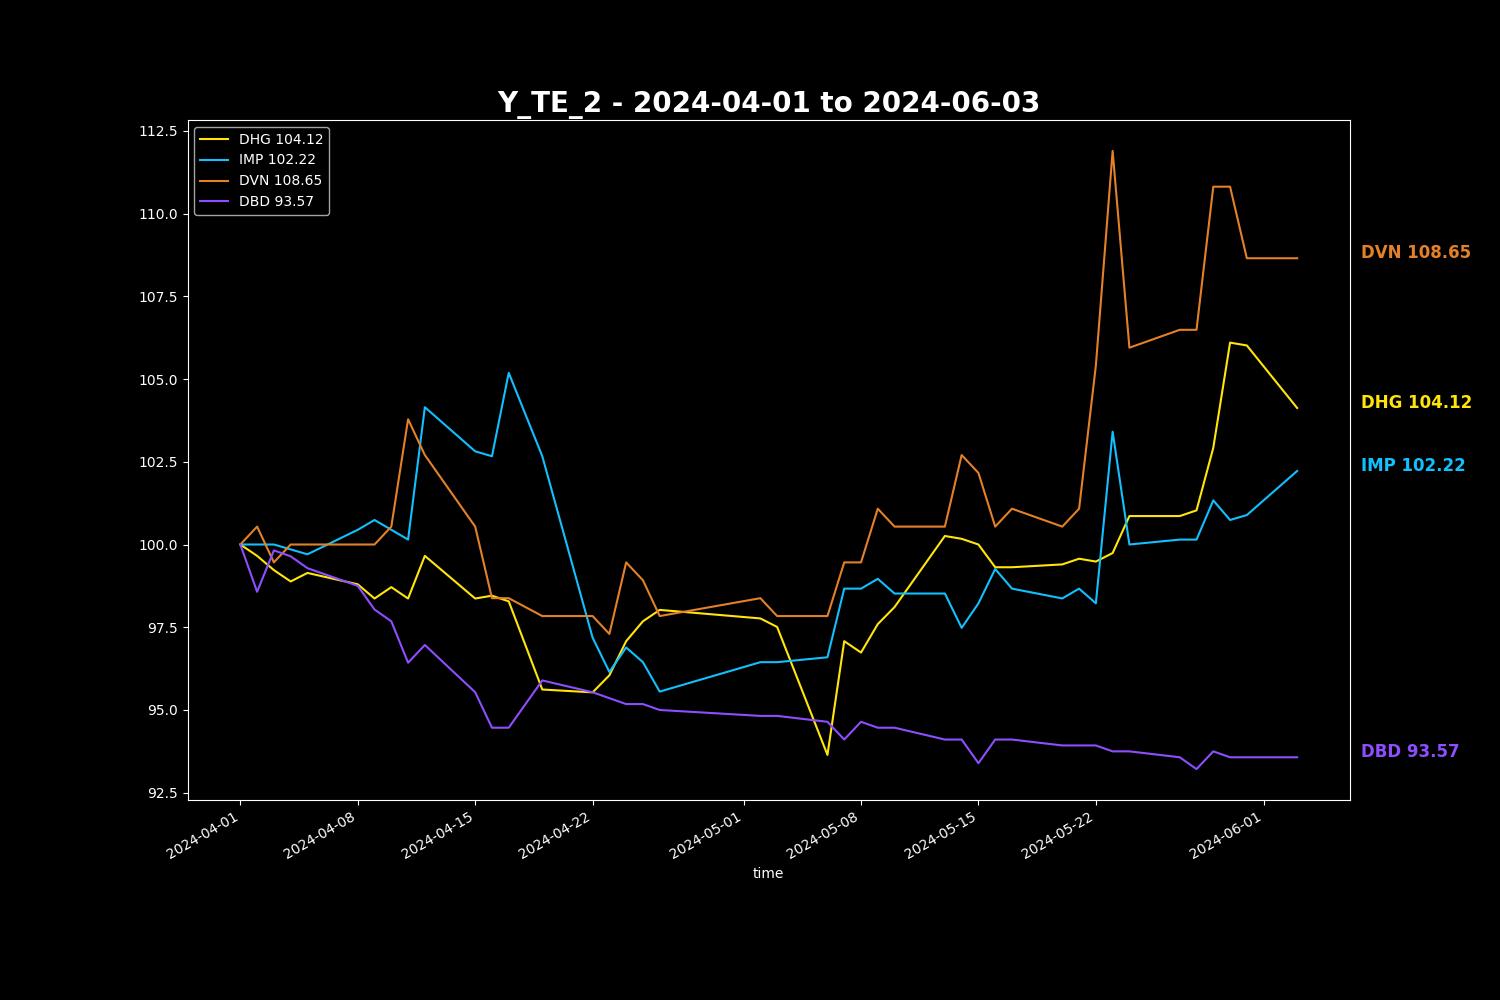 Y_TE_2 - 2024-04-01 to 2024-06-03
DHG 104.12
IMP 102.22
DVN 108.65
DBD 93.57
112.5
110.0
107.5
105.0
102.5
100.0
97.5
95.0
92.5
DVN 108.65
DHG 104.12
IMP 102.22
DBD 93.57
2024-04-01
2024-04-08
2024-04-15
2024-04-22
2024-05-01
2024-05-08
2024-05-15
2024-05-22
2024-06-01
time